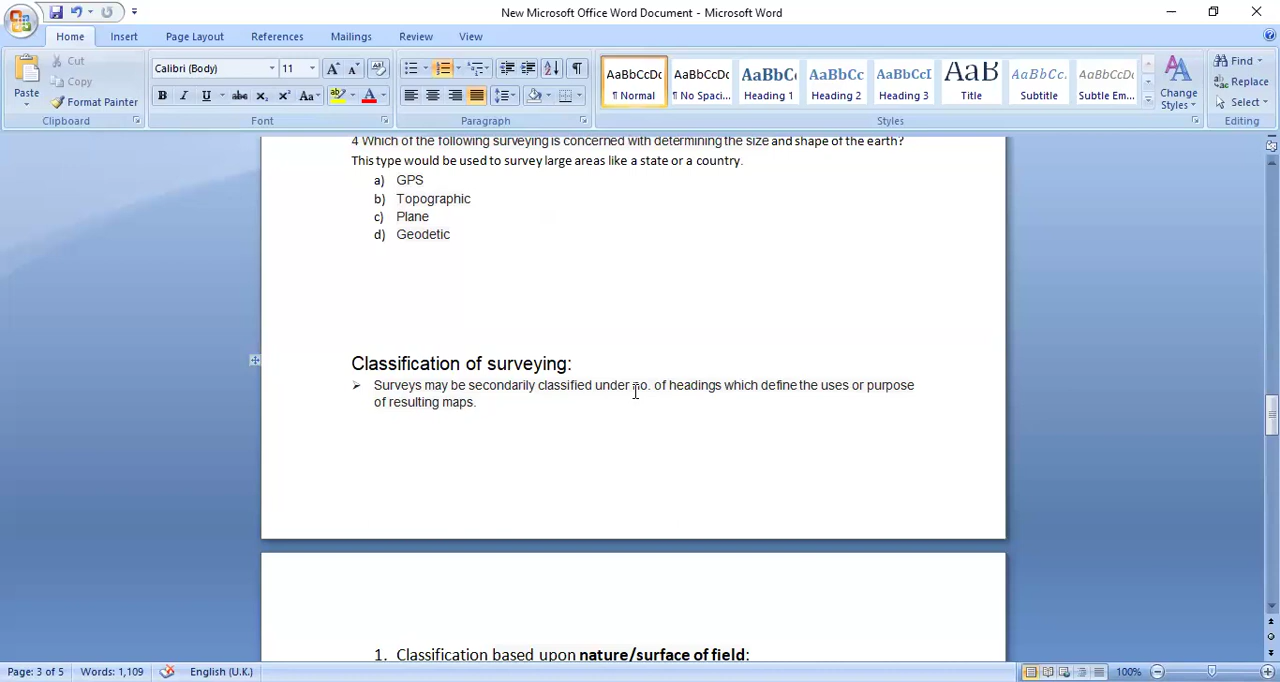 New Microsoft Office Word Document - Microsoft Word
Home Insert Page Layout References Mailings Review View
Paste
Cut
Copy
Format Painter
Clipboard
Calibri (Body) 11
B I U abc X₂ X² Aa A
Font
Paragraph
AaBbCcDc AaBbCcDc AaBbC AaBbCc AaBbCcI AaB AaBbCc. AaBbCcDc
¶ Normal ¶ No Spaci... Heading 1 Heading 2 Heading 3 Title Subtitle Subtle Em...
Change Styles
Styles
Find
Replace
Select
Editing
4 Which of the following surveying is concerned with determining the size and shape of the earth?
This type would be used to survey large areas like a state or a country.
a) GPS
b) Topographic
c) Plane
d) Geodetic
Classification of surveying:
➢ Surveys may be secondarily classified under no. of headings which define the uses or purpose
of resulting maps.
1. Classification based upon nature/surface of field:
Page: 3 of 5 Words: 1,109 English (U.K.) 100%